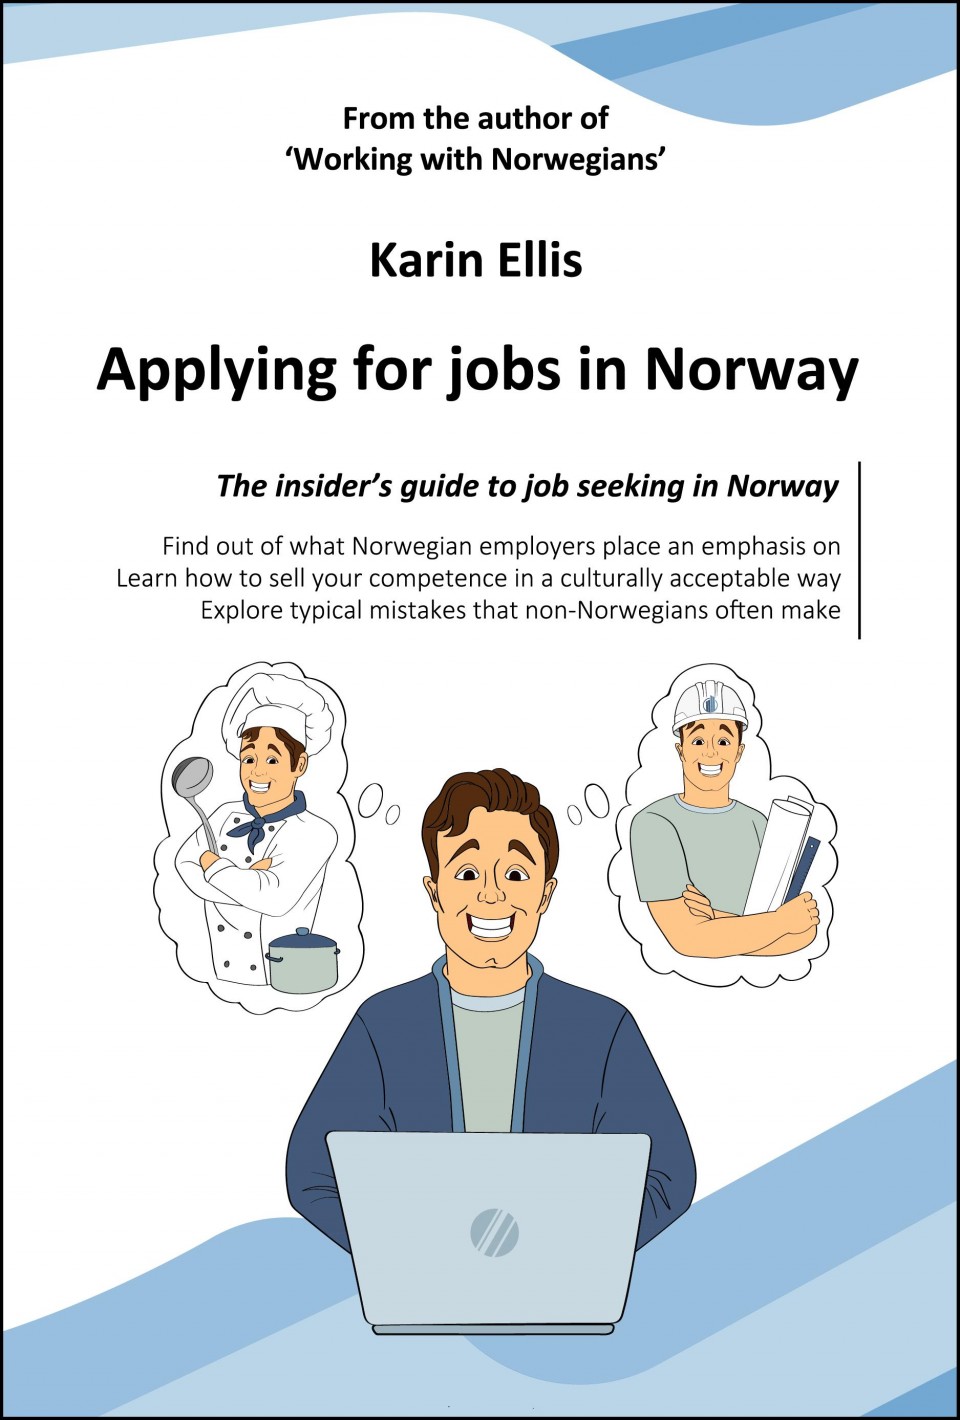 From the author of
‘Working with Norwegians’
Karin Ellis
Applying for jobs in Norway
The insider’s guide to job seeking in Norway
Find out of what Norwegian employers place an emphasis on
Learn how to sell your competence in a culturally acceptable way
Explore typical mistakes that non-Norwegians often make